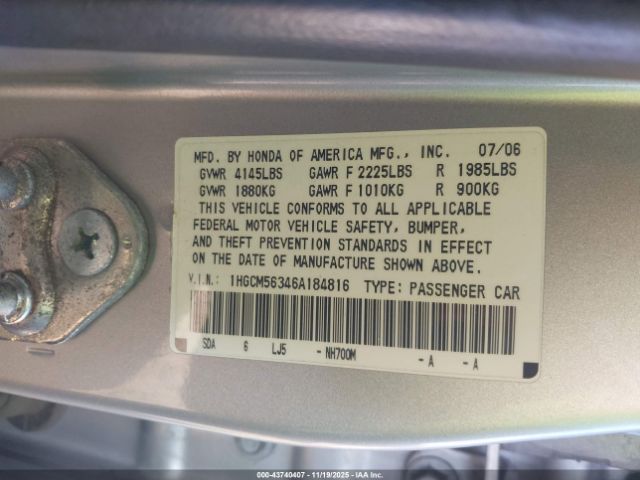 MFD. BY HONDA OF AMERICA MFG., INC. 07/06
GVWR 4145LBS GAWR F 2225LBS R 1985LBS
GVWR 1880KG GAWR F 1010KG R 900KG
THIS VEHICLE CONFORMS TO ALL APPLICABLE
FEDERAL MOTOR VEHICLE SAFETY, BUMPER,
AND THEFT PREVENTION STANDARDS IN EFFECT
ON THE DATE OF MANUFACTURE SHOWN ABOVE.
V.I.N.: 1HGCM56346A184816 TYPE: PASSENGER CAR
SDA 6 LJ5 -NH700M -A -A
000-43740407 - 11/19/2025 - IAAI.com